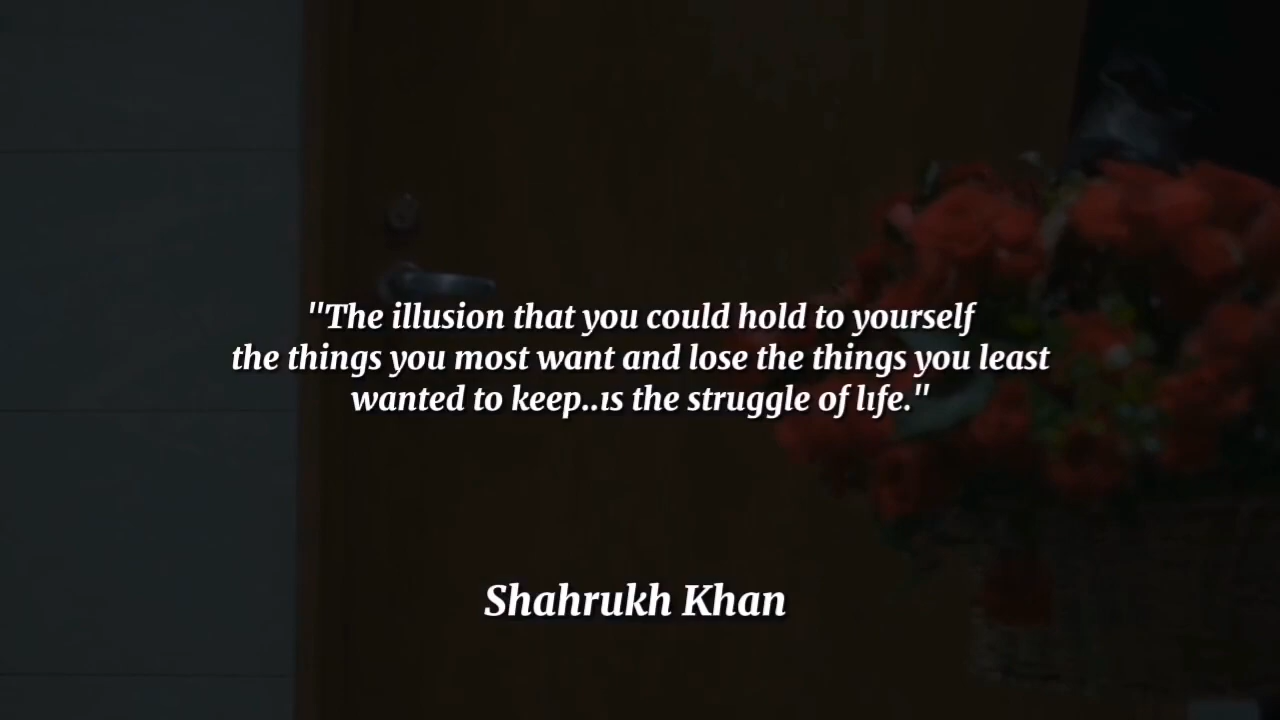 "The illusion that you could hold to yourself
the things you most want and lose the things you least
wanted to keep..ıs the struggle of lıfe."
Shahrukh Khan